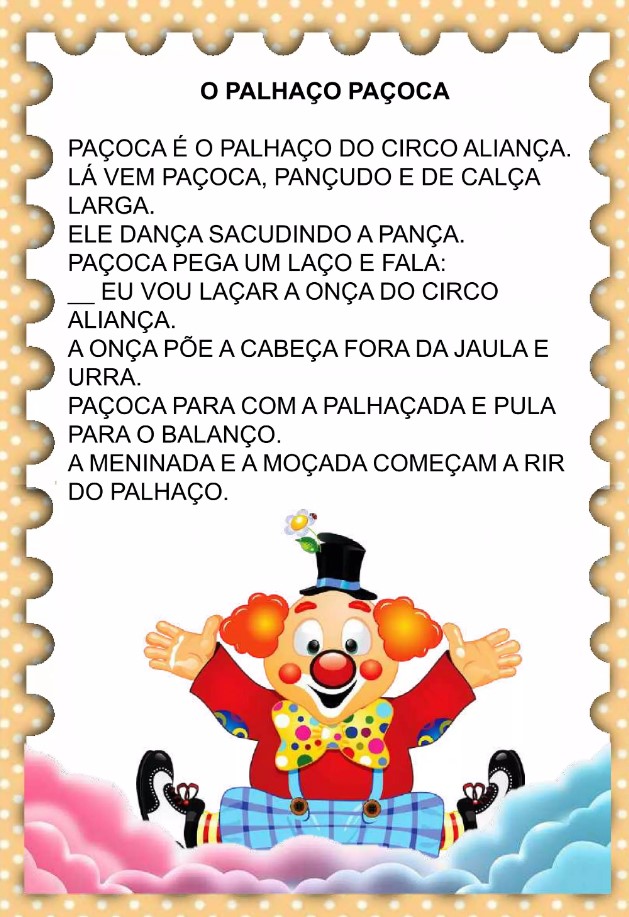 O PALHAÇO PAÇOCA
PAÇOCA É O PALHAÇO DO CIRCO ALIANÇA.
LÁ VEM PAÇOCA, PANÇUDO E DE CALÇA
LARGA.
ELE DANÇA SACUDINDO A PANÇA.
PAÇOCA PEGA UM LAÇO E FALA:
__ EU VOU LAÇAR A ONÇA DO CIRCO
ALIANÇA.
A ONÇA PÕE A CABEÇA FORA DA JAULA E
URRA.
PAÇOCA PARA COM A PALHAÇADA E PULA
PARA O BALANÇO.
A MENINADA E A MOÇADA COMEÇAM A RIR
DO PALHAÇO.